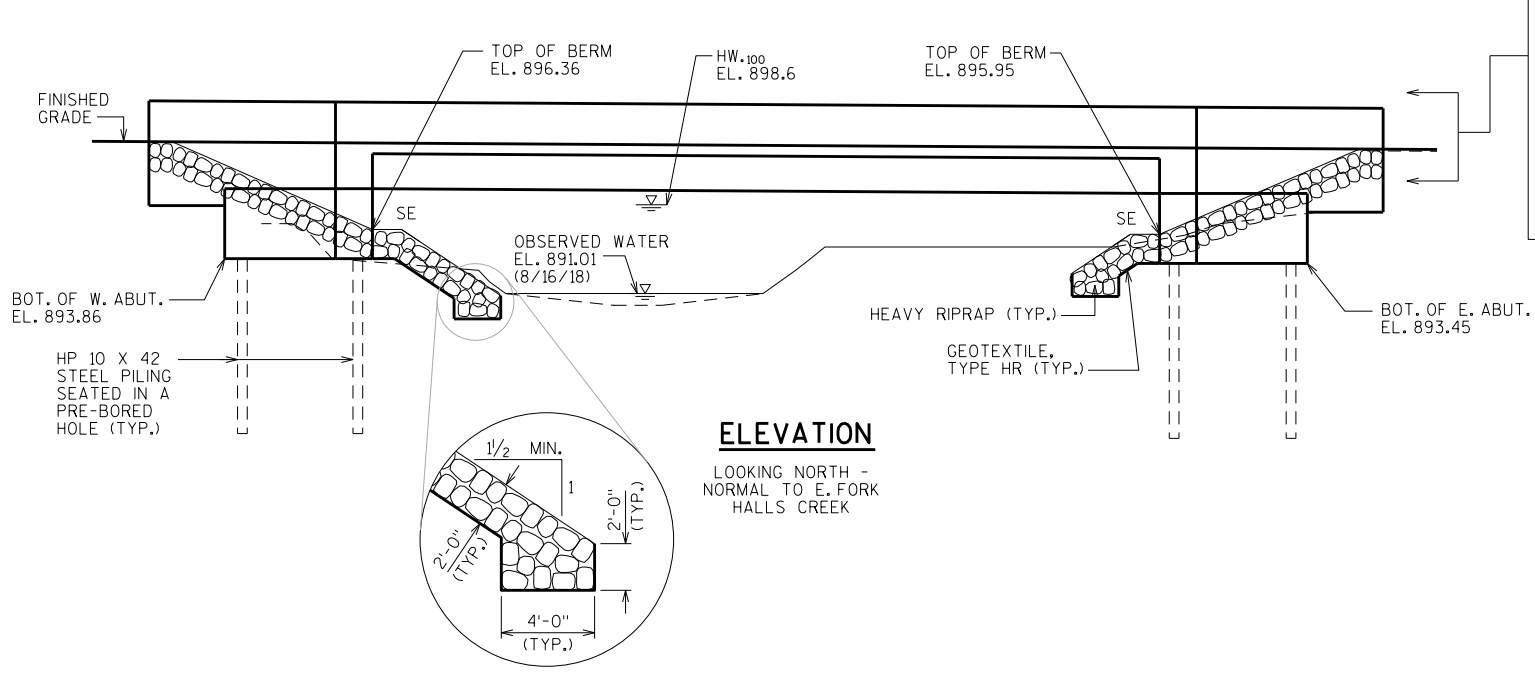 TOP OF BERM
EL. 896.36
HW.100
EL. 898.6
TOP OF BERM
EL. 895.95
FINISHED
GRADE
SE
SE
OBSERVED WATER
EL. 891.01
(8/16/18)
BOT. OF W. ABUT.
EL. 893.86
HEAVY RIPRAP (TYP.)
BOT. OF E. ABUT.
EL. 893.45
GEOTEXTILE,
TYPE HR (TYP.)
HP 10 X 42
STEEL PILING
SEATED IN A
PRE-BORED
HOLE (TYP.)
ELEVATION
LOOKING NORTH -
NORMAL TO E. FORK
HALLS CREEK
1 1/2 MIN.
1
2'-0"
(TYP.)
2'-0"
(TYP.)
4'-0"
(TYP.)